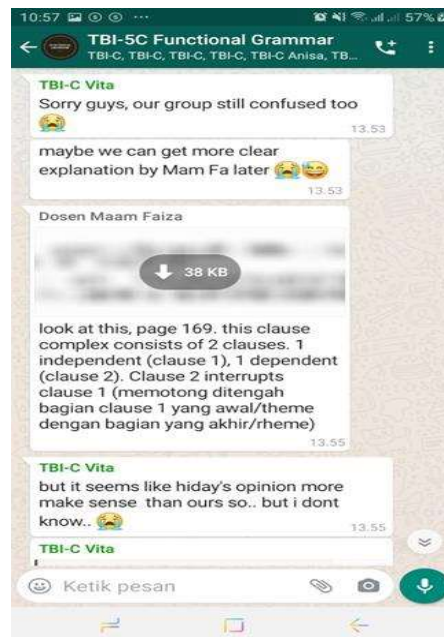 10:57 57%
TBI-5C Functional Grammar
TBI-C, TBI-C, TBI-C, TBI-C, TBI-C Anisa, TB...
TBI-C Vita
Sorry guys, our group still confused too
😭
13.53
maybe we can get more clear
explanation by Mam Fa later 😭😅
13.53
Dosen Maam Faiza
38 KB
look at this, page 169. this clause
complex consists of 2 clauses. 1
independent (clause 1), 1 dependent
(clause 2). Clause 2 interrupts
clause 1 (memotong ditengah
bagian clause 1 yang awal/theme
dengan bagian yang akhir/rheme)
13.55
TBI-C Vita
but it seems like hiday's opinion more
make sense than ours so.. but i dont
know.. 😭
13.55
TBI-C Vita
Ketik pesan